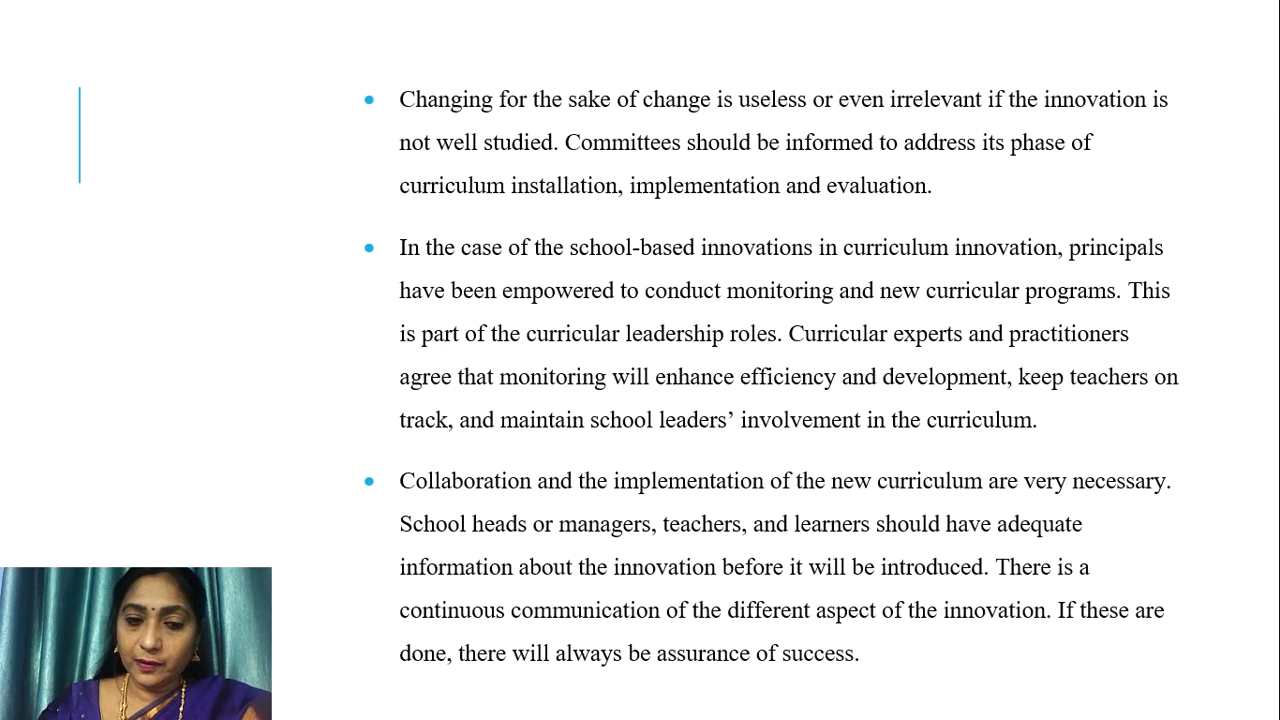 Changing for the sake of change is useless or even irrelevant if the innovation is
not well studied. Committees should be informed to address its phase of
curriculum installation, implementation and evaluation.
In the case of the school-based innovations in curriculum innovation, principals
have been empowered to conduct monitoring and new curricular programs. This
is part of the curricular leadership roles. Curricular experts and practitioners
agree that monitoring will enhance efficiency and development, keep teachers on
track, and maintain school leaders’ involvement in the curriculum.
Collaboration and the implementation of the new curriculum are very necessary.
School heads or managers, teachers, and learners should have adequate
information about the innovation before it will be introduced. There is a
continuous communication of the different aspect of the innovation. If these are
done, there will always be assurance of success.